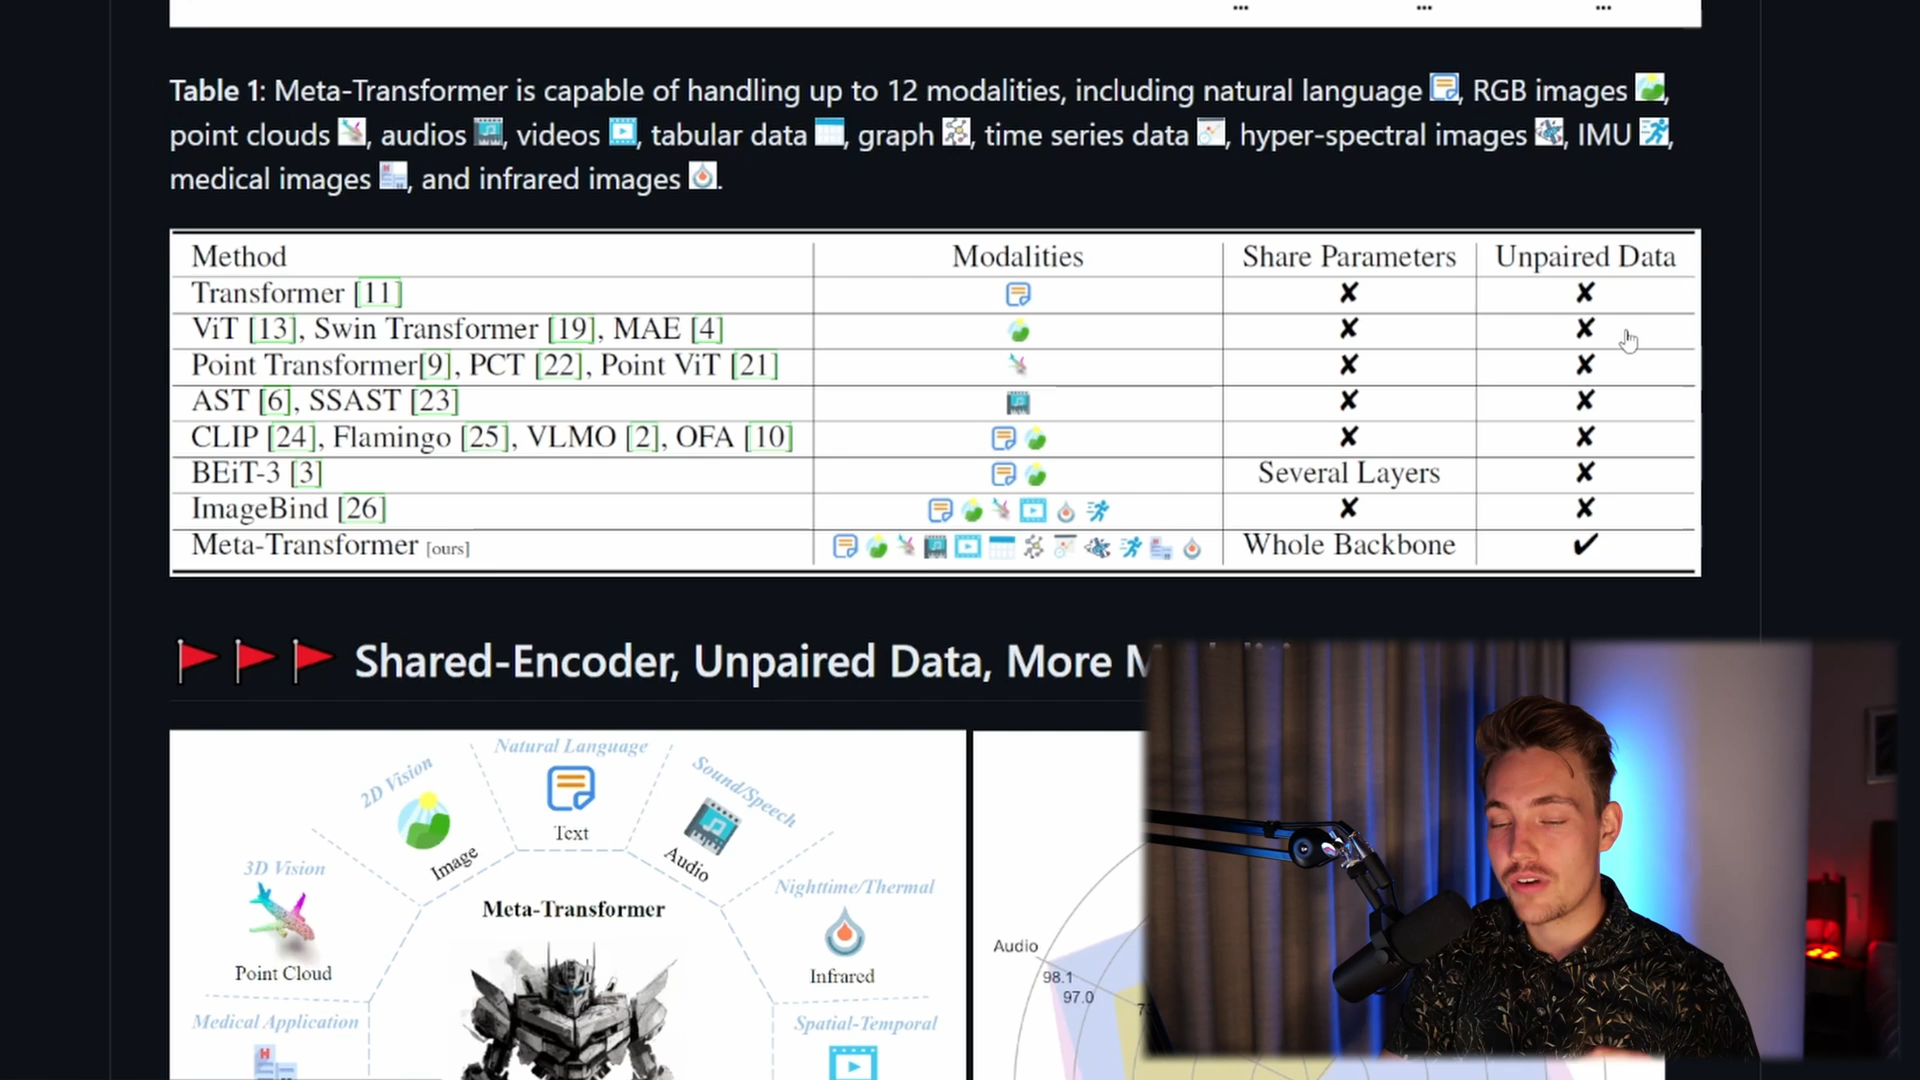 Table 1: Meta-Transformer is capable of handling up to 12 modalities, including natural language , RGB images ,
point clouds , audios , videos , tabular data , graph , time series data , hyper-spectral images , IMU ,
medical images , and infrared images .
Method Modalities Share Parameters Unpaired Data
Transformer [11] ✘ ✘
ViT [13], Swin Transformer [19], MAE [4] ✘ ✘
Point Transformer[9], PCT [22], Point ViT [21] ✘ ✘
AST [6], SSAST [23] ✘ ✘
CLIP [24], Flamingo [25], VLMO [2], OFA [10] ✘ ✘
BEiT-3 [3] Several Layers ✘
ImageBind [26] ✘ ✘
Meta-Transformer [ours] Whole Backbone ✔
Shared-Encoder, Unpaired Data, More
Natural Language
2D Vision
Sound/Speech
Text
Image
Audio
3D Vision
Nighttime/Thermal
Meta-Transformer
Point Cloud
Infrared
Medical Application
Spatial-Temporal
H
Audio
98.1
97.0